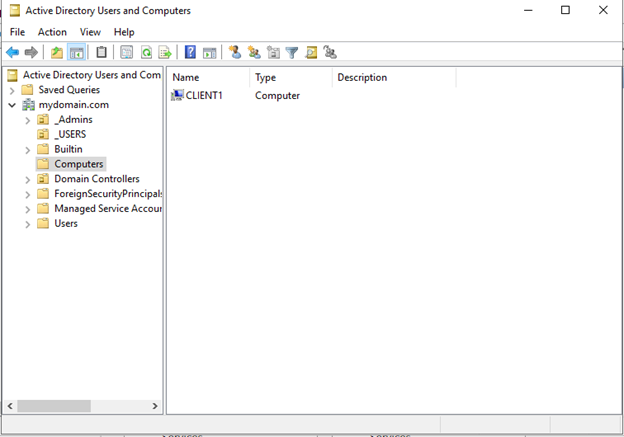 Active Directory Users and Computers
File Action View Help
Active Directory Users and Com
Saved Queries
mydomain.com
_Admins
_USERS
Builtin
Computers
Domain Controllers
ForeignSecurityPrincipals
Managed Service Accour
Users
Name Type Description
CLIENT1 Computer